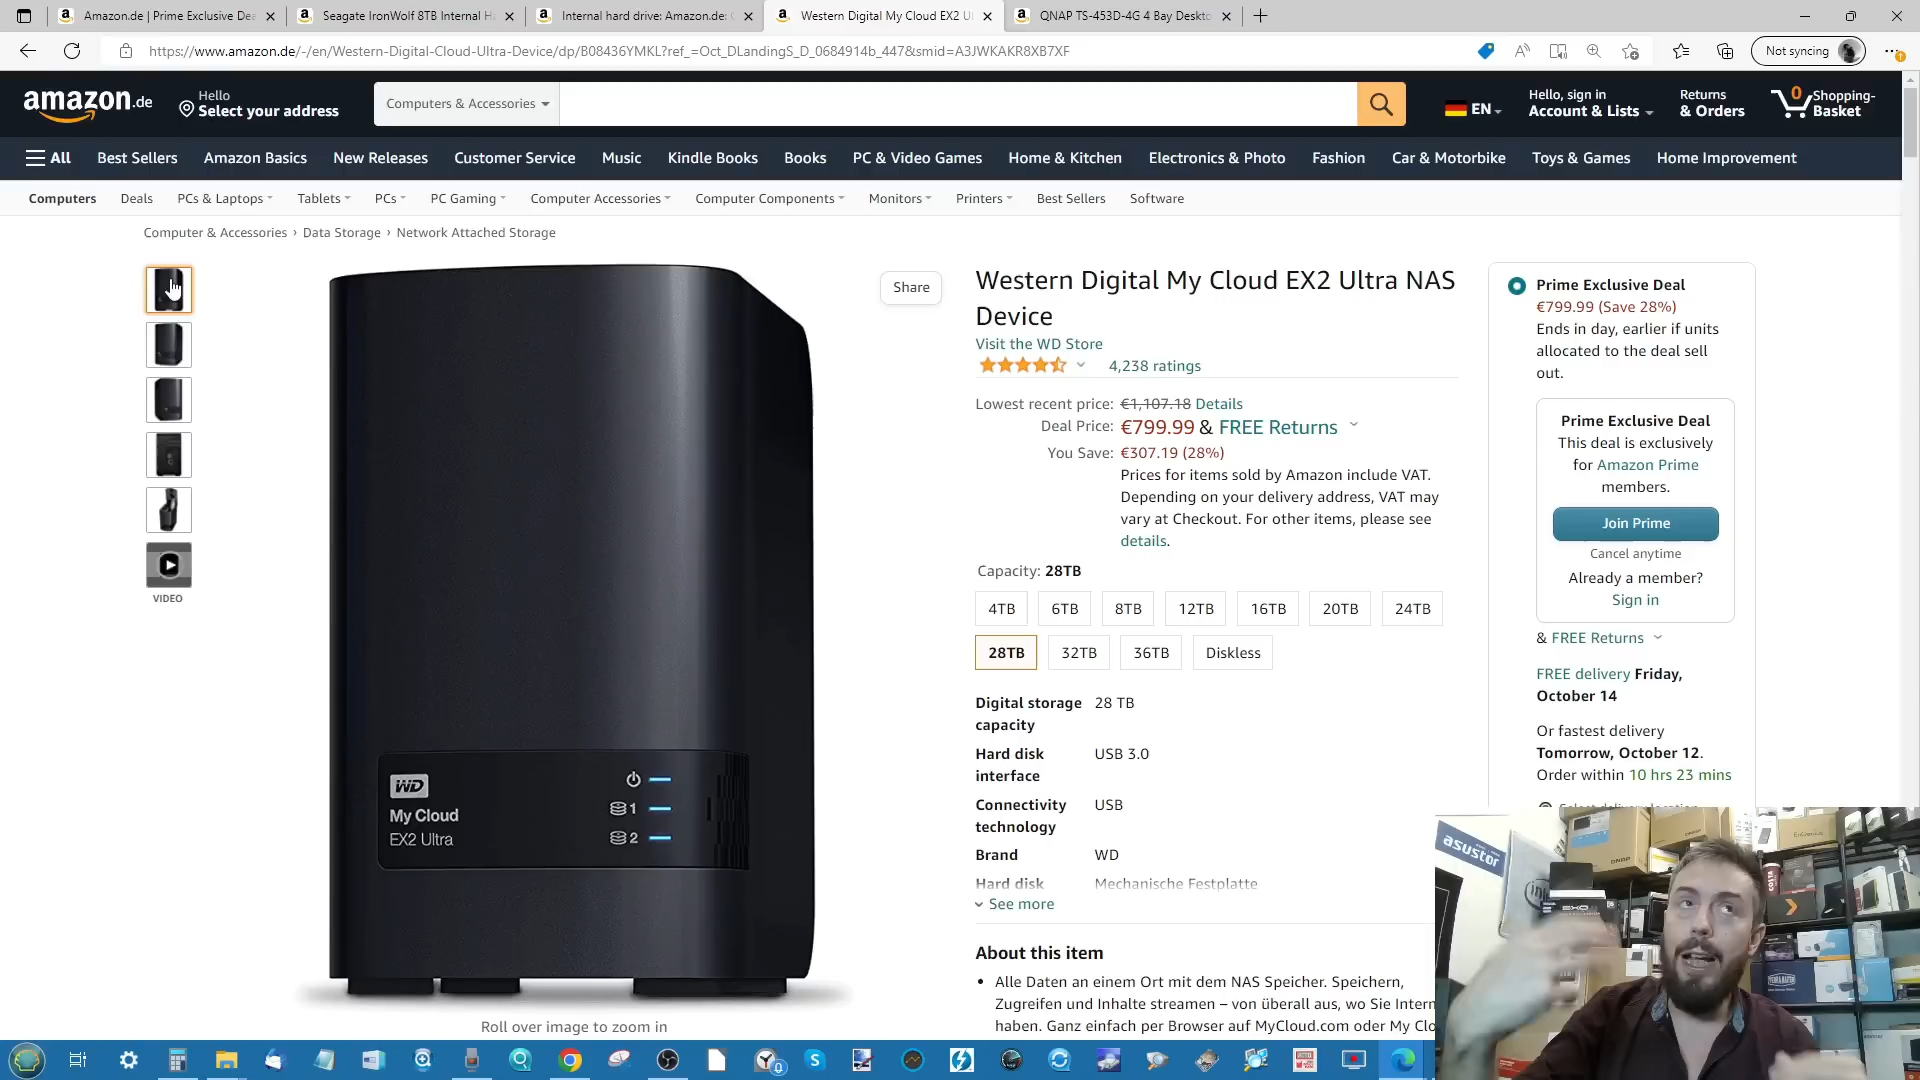 Amazon.de | Prime Exclusive Dea
Seagate IronWolf 8TB Internal H
Internal hard drive: Amazon.de:
Western Digital My Cloud EX2 Ul
QNAP TS-453D-4G 4 Bay Deskto
https://www.amazon.de/-/en/Western-Digital-Cloud-Ultra-Device/dp/B08436YMKL?ref_=Oct_DLandingS_D_0684914b_447&smid=A3JWKAKR8XB7XF
Not syncing
amazon.de
Hello
Select your address
Computers & Accessories
EN
Hello, sign in
Account & Lists
Returns
& Orders
0
Shopping-
Basket
All
Best Sellers
Amazon Basics
New Releases
Customer Service
Music
Kindle Books
Books
PC & Video Games
Home & Kitchen
Electronics & Photo
Fashion
Car & Motorbike
Toys & Games
Home Improvement
Computers
Deals
PCs & Laptops
Tablets
PCs
PC Gaming
Computer Accessories
Computer Components
Monitors
Printers
Best Sellers
Software
Computer & Accessories › Data Storage › Network Attached Storage
VIDEO
Share
WD
My Cloud
EX2 Ultra
1
2
Roll over image to zoom in
Western Digital My Cloud EX2 Ultra NAS
Device
Visit the WD Store
4,238 ratings
Lowest recent price: €1,107.18 Details
Deal Price: €799.99 & FREE Returns
You Save: €307.19 (28%)
Prices for items sold by Amazon include VAT.
Depending on your delivery address, VAT may
vary at Checkout. For other items, please see
details.
Capacity: 28TB
4TB
6TB
8TB
12TB
16TB
20TB
24TB
28TB
32TB
36TB
Diskless
Digital storage capacity 28 TB
Hard disk interface USB 3.0
Connectivity technology USB
Brand WD
Hard disk Mechanische Festplatte
See more
About this item
• Alle Daten an einem Ort mit dem NAS Speicher. Speichern,
Zugreifen und Inhalte streamen – von überall aus, wo Sie Intern
haben. Ganz einfach per Browser auf MyCloud.com oder My Clo
Prime Exclusive Deal
€799.99 (Save 28%)
Ends in day, earlier if units
allocated to the deal sell
out.
Prime Exclusive Deal
This deal is exclusively
for Amazon Prime
members.
Join Prime
Cancel anytime
Already a member?
Sign in
& FREE Returns
FREE delivery Friday,
October 14
Or fastest delivery
Tomorrow, October 12.
Order within 10 hrs 23 mins
Select delivery location
asustor
intel
QNAP
COSTA